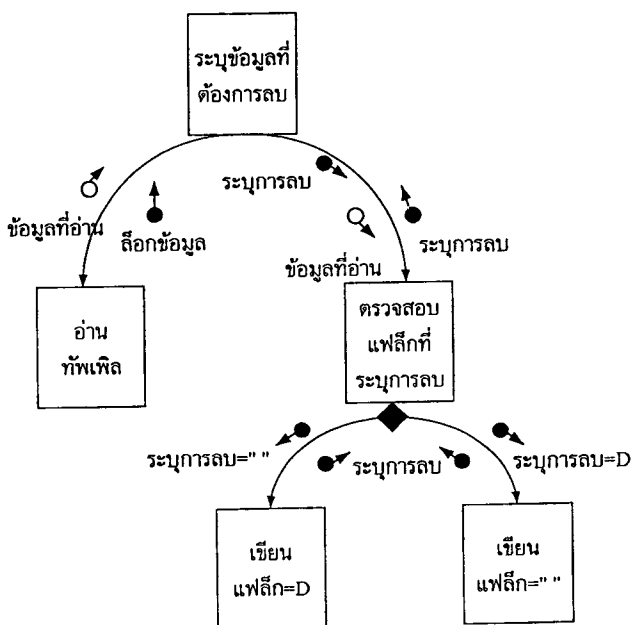 ระบุข้อมูลที่
ต้องการลบ
ระบุการลบ
ข้อมูลที่อ่าน
ล็อกข้อมูล
ระบุการลบ
ข้อมูลที่อ่าน
อ่าน
ทัพเพิล
ตรวจสอบ
แฟล็กที่
ระบุการลบ
ระบุการลบ=" "
ระบุการลบ
ระบุการลบ=D
เขียน
แฟล็ก=D
เขียน
แฟล็ก=" "